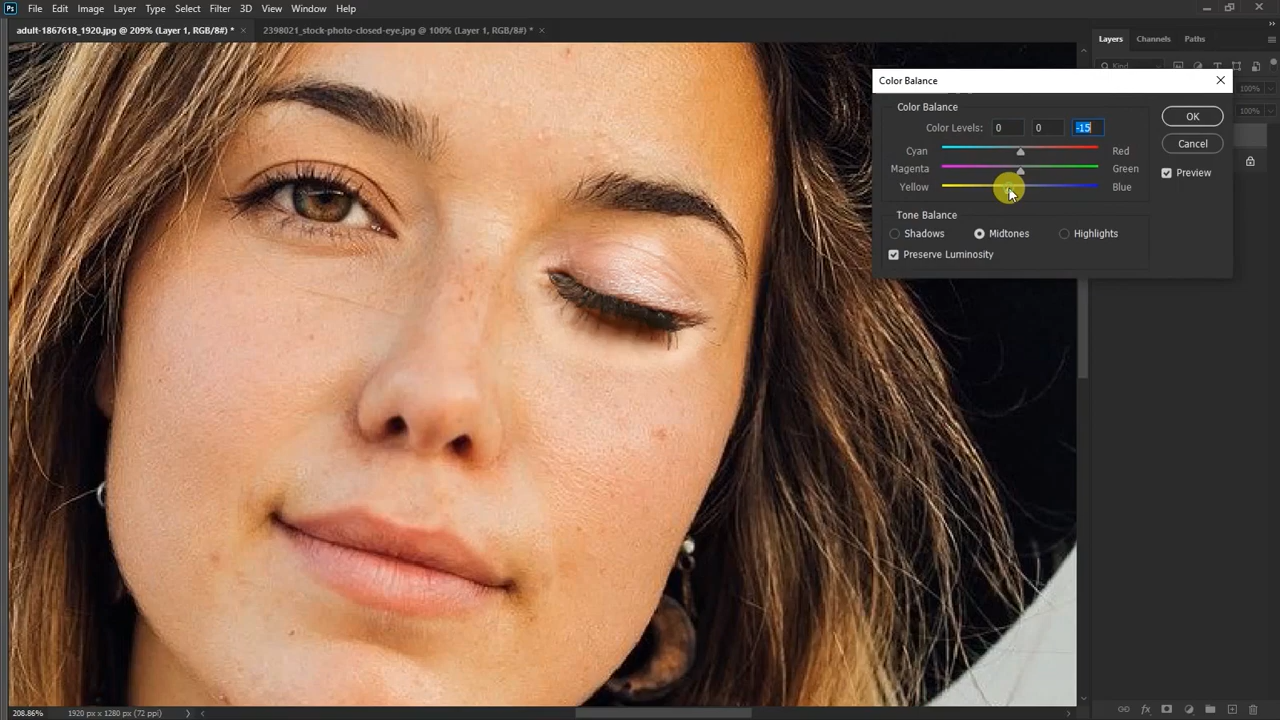 Ps File Edit Image Layer Type Select Filter 3D View Window Help
adult-1867618_1920.jpg @ 209% (Layer 1, RGB/8#) * × 2398021_stock-photo-closed-eye.jpg @ 100% (Layer 1, RGB/8#) * ×
Layers Channels Paths
Kind
Color Balance
100%
Color Balance
100%
Color Levels: 0 0 -15
OK
Cyan Red
Cancel
Magenta Green
Preview
Yellow Blue
Tone Balance
Shadows Midtones Highlights
Preserve Luminosity
208.86% 1920 px x 1280 px (72 ppi)
fx